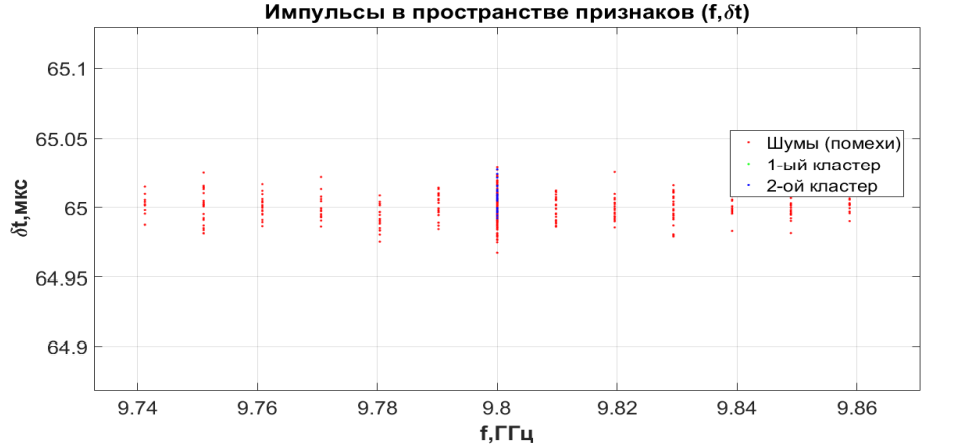 Импульсы в пространстве признаков (f,δt)
65.1
65.05
65
64.95
64.9
δt,мкс
Шумы (помехи)
1-ый кластер
2-ой кластер
9.74
9.76
9.78
9.8
9.82
9.84
9.86
f,ГГц